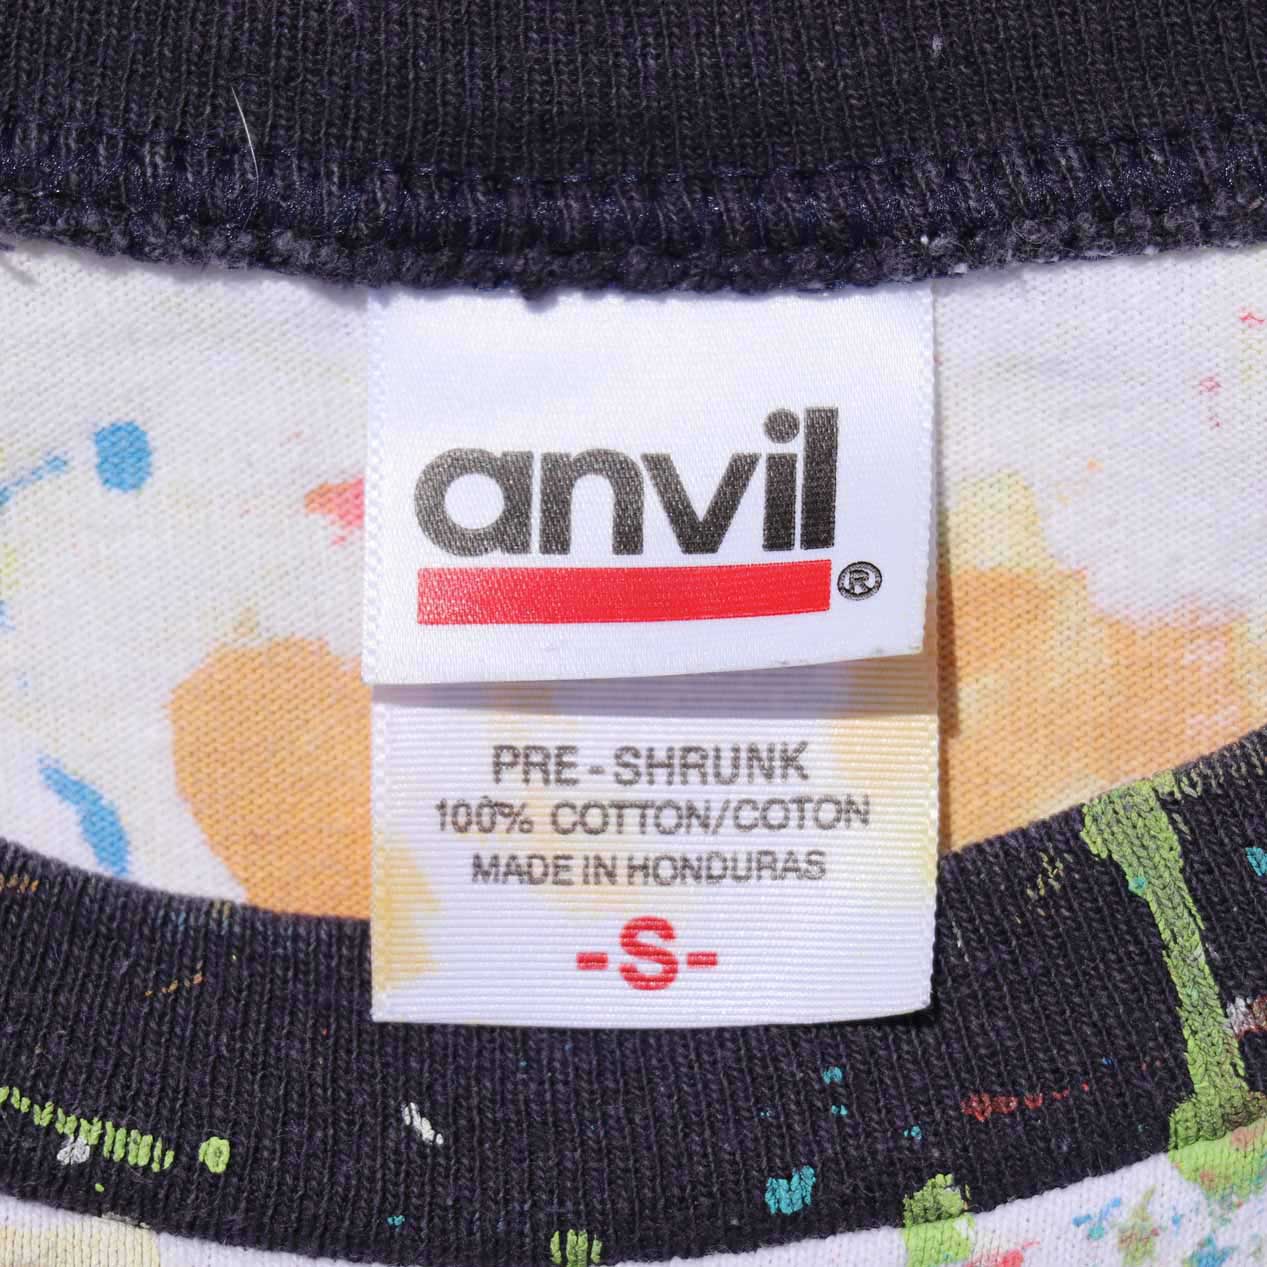 anvil®
PRE-SHRUNK
100% COTTON/COTON
MADE IN HONDURAS
-S-